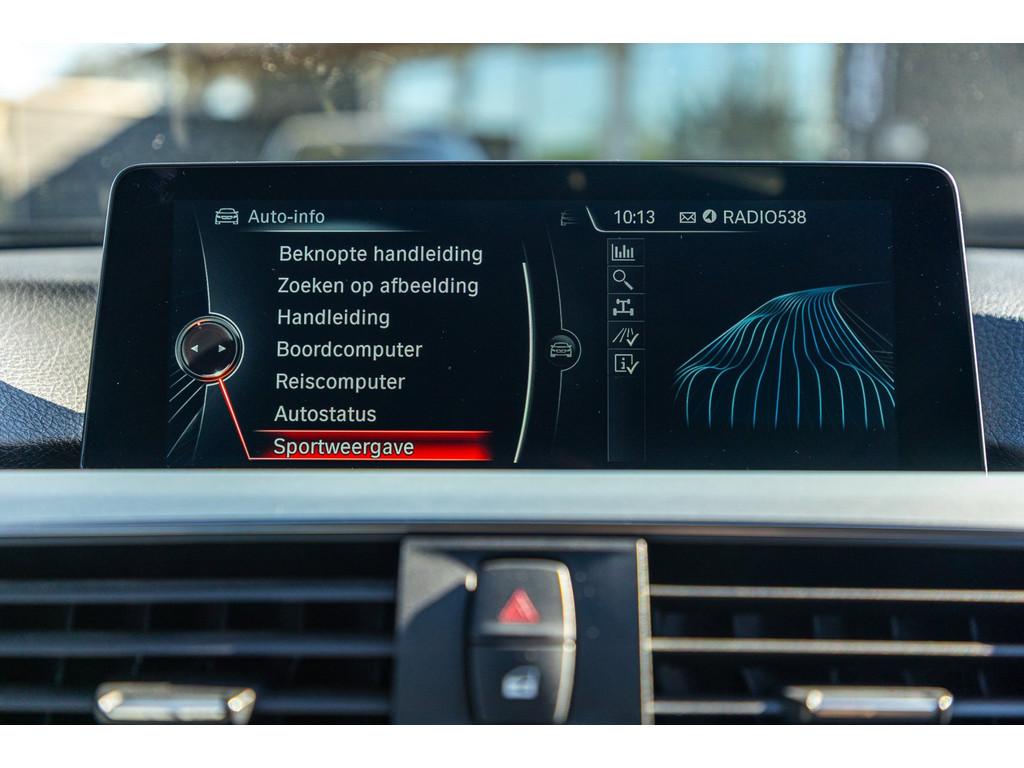 Auto-info
10:13 RADIO538
Beknopte handleiding
Zoeken op afbeelding
Handleiding
Boordcomputer
Reiscomputer
Autostatus
Sportweergave